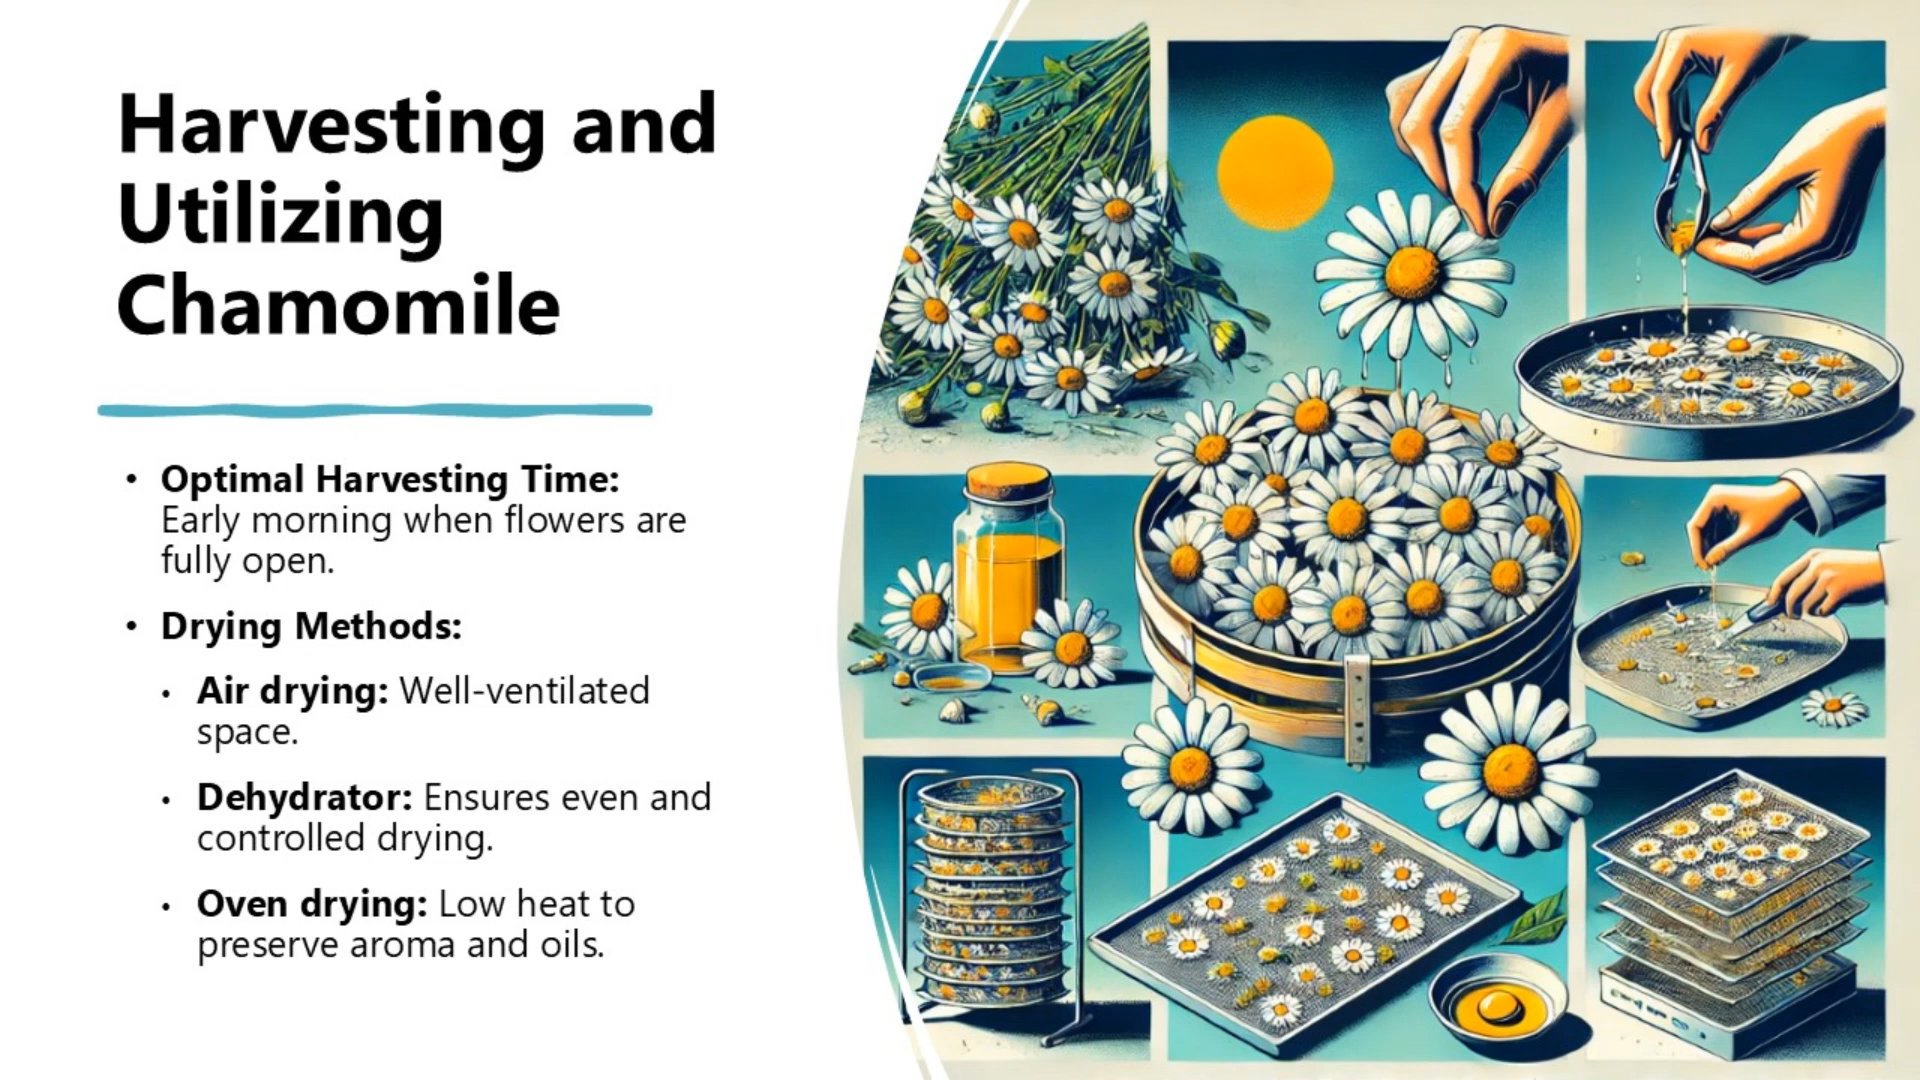 Harvesting and
Utilizing
Chamomile
• Optimal Harvesting Time:
Early morning when flowers are
fully open.
• Drying Methods:
• Air drying: Well-ventilated
space.
• Dehydrator: Ensures even and
controlled drying.
• Oven drying: Low heat to
preserve aroma and oils.